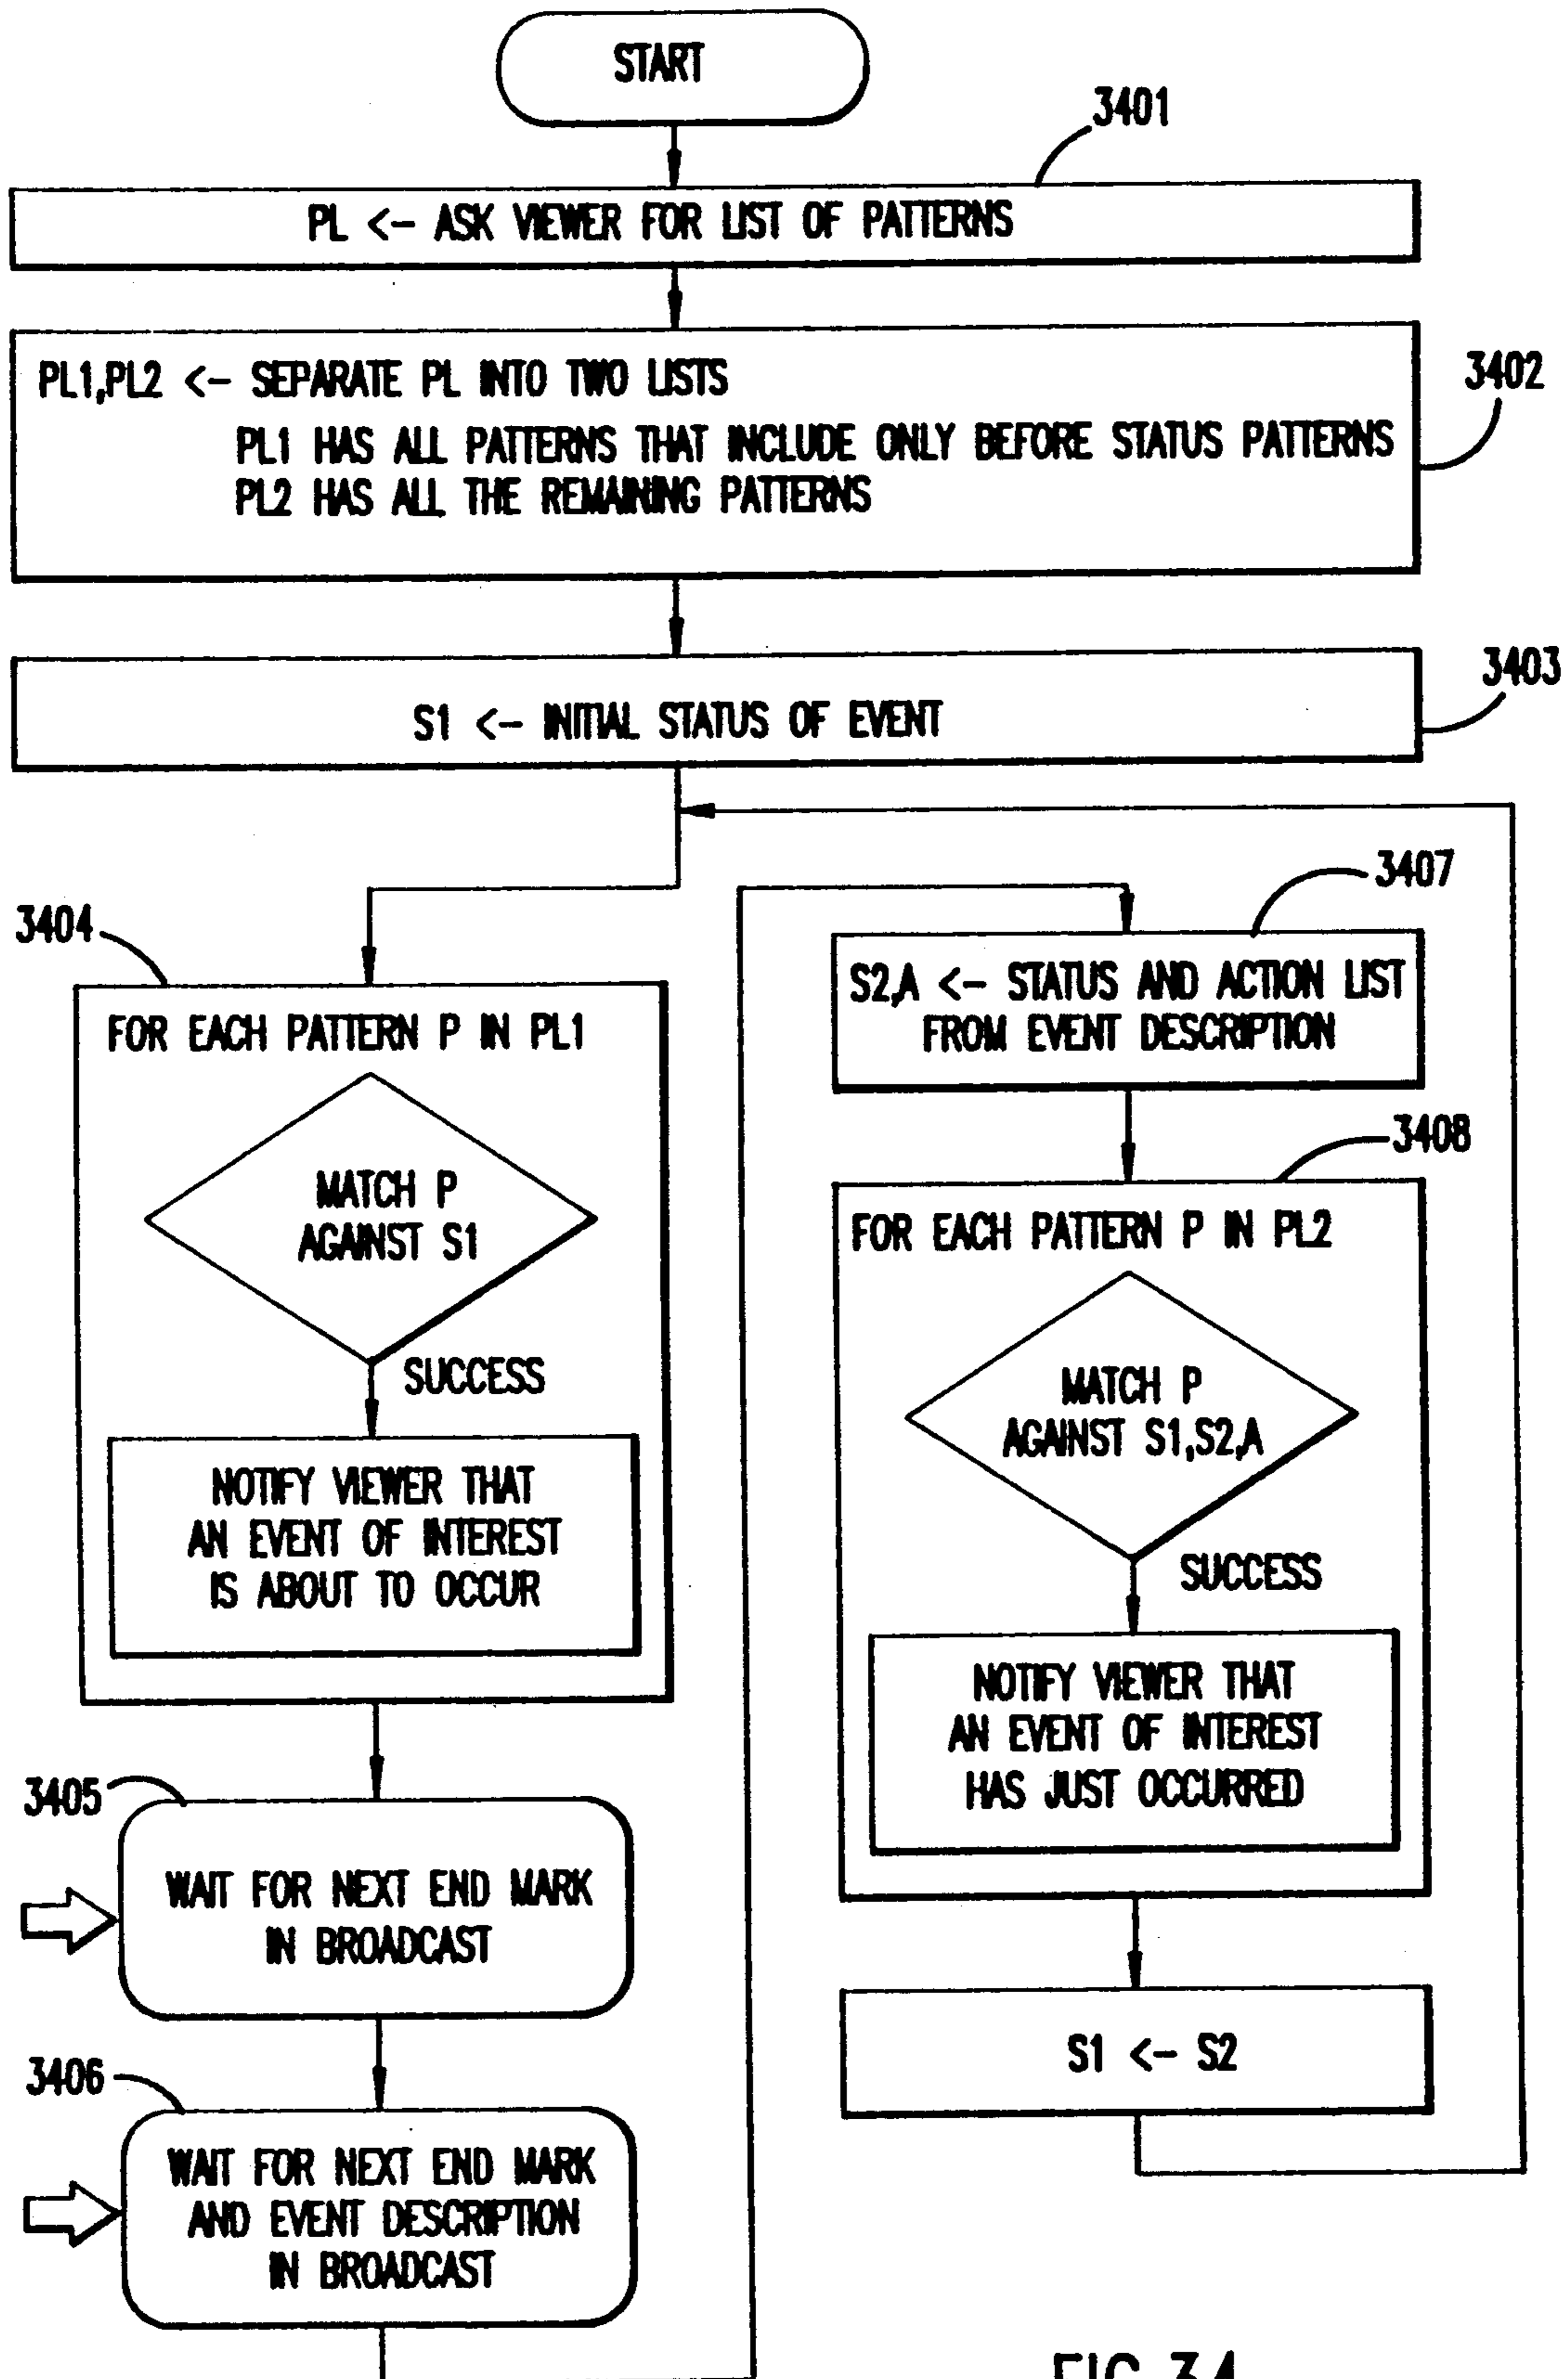 START
3401
PL <- ASK VIEWER FOR LIST OF PATTERNS
PL1,PL2 <- SEPARATE PL INTO TWO LISTS
PL1 HAS ALL PATTERNS THAT INCLUDE ONLY BEFORE STATUS PATTERNS
PL2 HAS ALL THE REMAINING PATTERNS
3402
S1 <- INITIAL STATUS OF EVENT
3403
3404
FOR EACH PATTERN P IN PL1
MATCH P
AGAINST S1
SUCCESS
NOTIFY VIEWER THAT
AN EVENT OF INTEREST
IS ABOUT TO OCCUR
3405
WAIT FOR NEXT END MARK
IN BROADCAST
3406
WAIT FOR NEXT END MARK
AND EVENT DESCRIPTION
IN BROADCAST
3407
S2,A <- STATUS AND ACTION LIST
FROM EVENT DESCRIPTION
3408
FOR EACH PATTERN P IN PL2
MATCH P
AGAINST S1,S2,A
SUCCESS
NOTIFY VIEWER THAT
AN EVENT OF INTEREST
HAS JUST OCCURRED
S1 <- S2
FIG.34